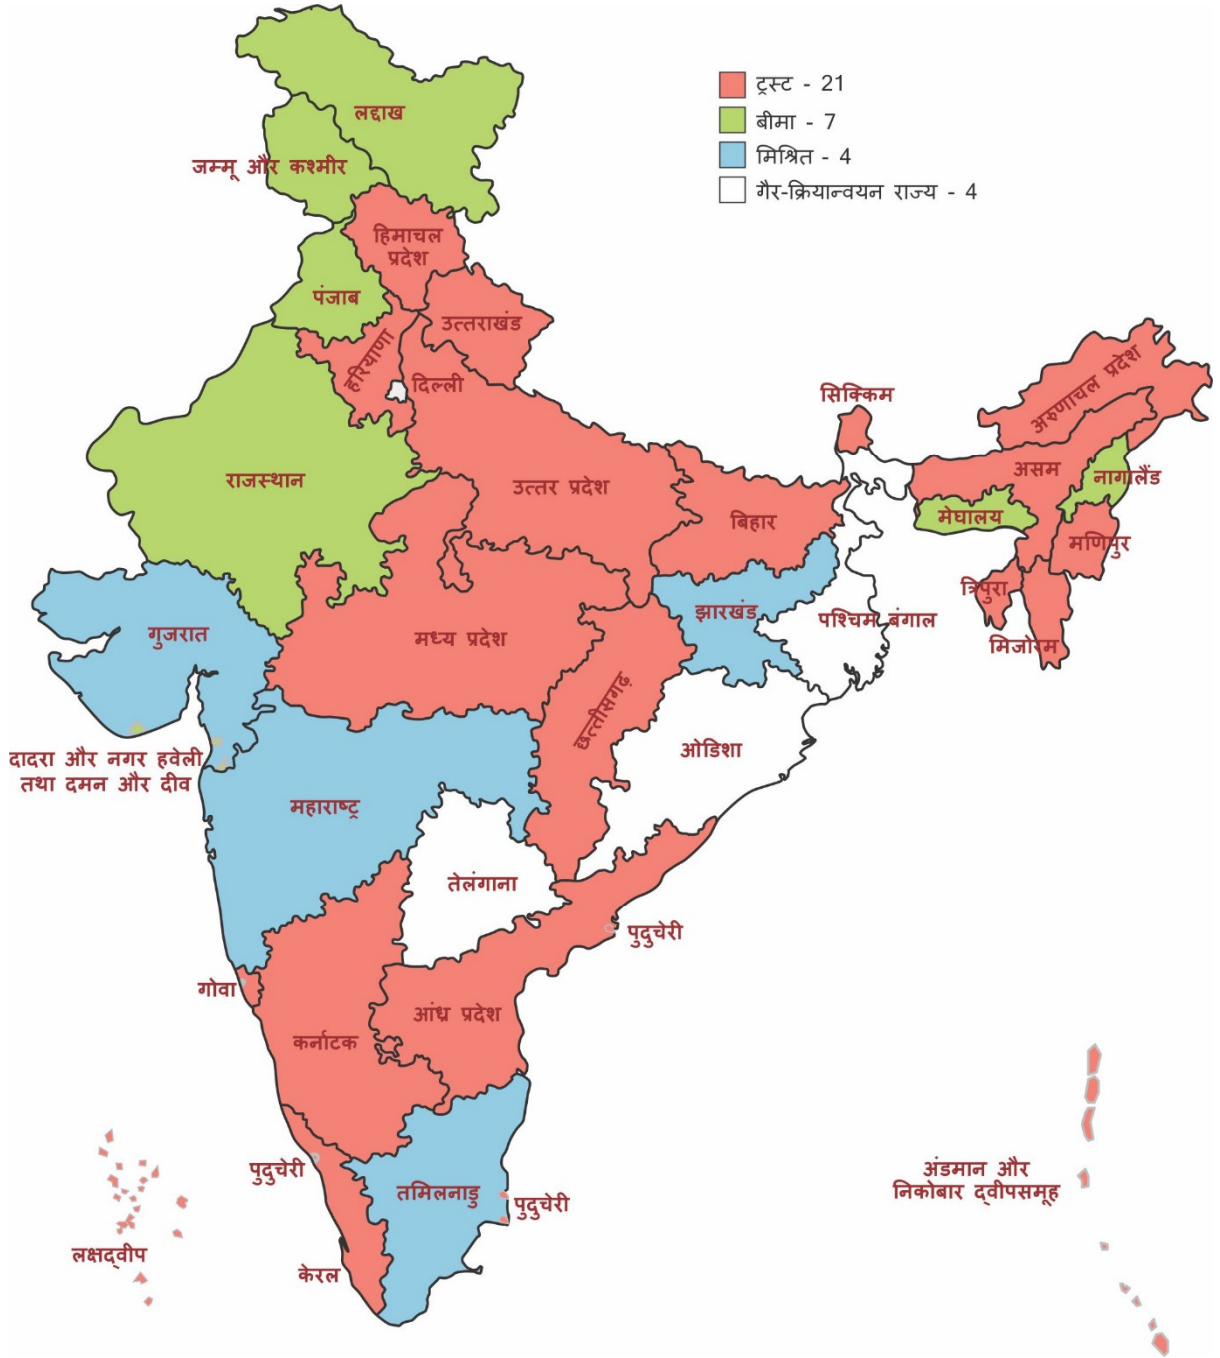 ट्रस्ट - 21
बीमा - 7
मिश्रित - 4
गैर-क्रियान्वयन राज्य - 4
लद्दाख
जम्मू और कश्मीर
हिमाचल
प्रदेश
पंजाब
उत्तराखंड
हरियाणा
दिल्ली
सिक्किम
अरुणाचल प्रदेश
राजस्थान
उत्तर प्रदेश
असम
नागालैंड
बिहार
मेघालय
मणिपुर
त्रिपुरा
झारखंड
पश्चिम बंगाल
गुजरात
मध्य प्रदेश
मिजोरम
छत्तीसगढ़
ओडिशा
दादरा और नगर हवेली
तथा दमन और दीव
महाराष्ट्र
तेलंगाना
पुदुचेरी
गोवा
आंध्र प्रदेश
कर्नाटक
पुदुचेरी
तमिलनाडु
पुदुचेरी
अंडमान और
निकोबार द्वीपसमूह
लक्षद्वीप
केरल